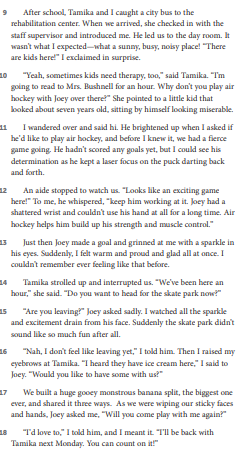 9 After school, Tamika and I caught a city bus to the
rehabilitation center. When we arrived, she checked in with the
staff supervisor and introduced me. He led us to the day room. It
wasn't what I expected—what a sunny, busy, noisy place! "There
are kids here!" I exclaimed in surprise.
10 "Yeah, sometimes kids need therapy, too," said Tamika. "I'm
going to read to Mrs. Bushnell for an hour. Why don't you play air
hockey with Joey over there?" She pointed to a little kid that
looked about seven years old, sitting by himself looking miserable.
11 I wandered over and said hi. He brightened up when I asked if
he'd like to play air hockey, and before I knew it, we had a fierce
game going. He hadn't scored any goals yet, but I could see his
determination as he kept a laser focus on the puck darting back
and forth.
12 An aide stopped to watch us. "Looks like an exciting game
here!" To me, he whispered, "keep him working at it. Joey had a
shattered wrist and couldn't use his hand at all for a long time. Air
hockey helps him build up his strength and muscle control."
13 Just then Joey made a goal and grinned at me with a sparkle in
his eyes. Suddenly, I felt warm and proud and glad all at once. I
couldn't remember ever feeling like that before.
14 Tamika strolled up and interrupted us. "We've been here an
hour," she said. "Do you want to head for the skate park now?"
15 "Are you leaving?" Joey asked sadly. I watched all the sparkle
and excitement drain from his face. Suddenly the skate park didn't
sound like so much fun after all.
16 "Nah, I don't feel like leaving yet," I told him. Then I raised my
eyebrows at Tamika. "I heard they have ice cream here," I said to
Joey. "Would you like to have some with us?"
17 We built a huge gooey monstrous banana split, the biggest one
ever, and shared it three ways. As we were wiping our sticky faces
and hands, Joey asked me, "Will you come play with me again?"
18 "I'd love to," I told him, and I meant it. "I'll be back with
Tamika next Monday. You can count on it!"